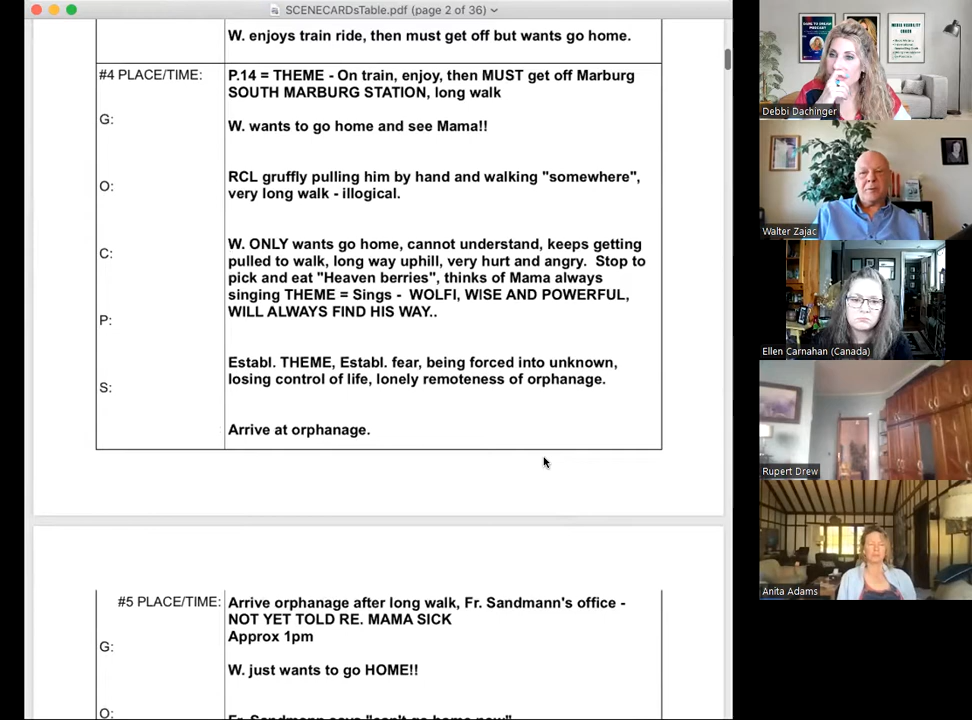 SCENECARDsTable.pdf (page 2 of 36)
W. enjoys train ride, then must get off but wants go home.
#4 PLACE/TIME:
P.14 = THEME - On train, enjoy, then MUST get off Marburg
SOUTH MARBURG STATION, long walk
G:
W. wants to go home and see Mama!!
O:
RCL gruffly pulling him by hand and walking "somewhere",
very long walk - illogical.
C:
W. ONLY wants go home, cannot understand, keeps getting
pulled to walk, long way uphill, very hurt and angry. Stop to
pick and eat "Heaven berries", thinks of Mama always
singing THEME = Sings - WOLFI, WISE AND POWERFUL,
WILL ALWAYS FIND HIS WAY..
P:
Establ. THEME, Establ. fear, being forced into unknown,
losing control of life, lonely remoteness of orphanage.
S:
Arrive at orphanage.
#5 PLACE/TIME:
Arrive orphanage after long walk, Fr. Sandmann's office -
NOT YET TOLD RE. MAMA SICK
Approx 1pm
G:
W. just wants to go HOME!!
O:
Fr. Sandmann says "can't go home now"
Debbi Dachinger
Walter Zajac
Ellen Carnahan (Canada)
Rupert Drew
Anita Adams